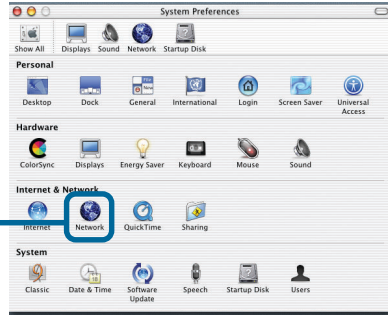 System Preferences
Show All Displays Sound Network Startup Disk
Personal
Desktop Dock General International Login Screen Saver Universal Access
Hardware
ColorSync Displays Energy Saver Keyboard Mouse Sound
Internet & Network
Internet Network QuickTime Sharing
System
Classic Date & Time Software Update Speech Startup Disk Users